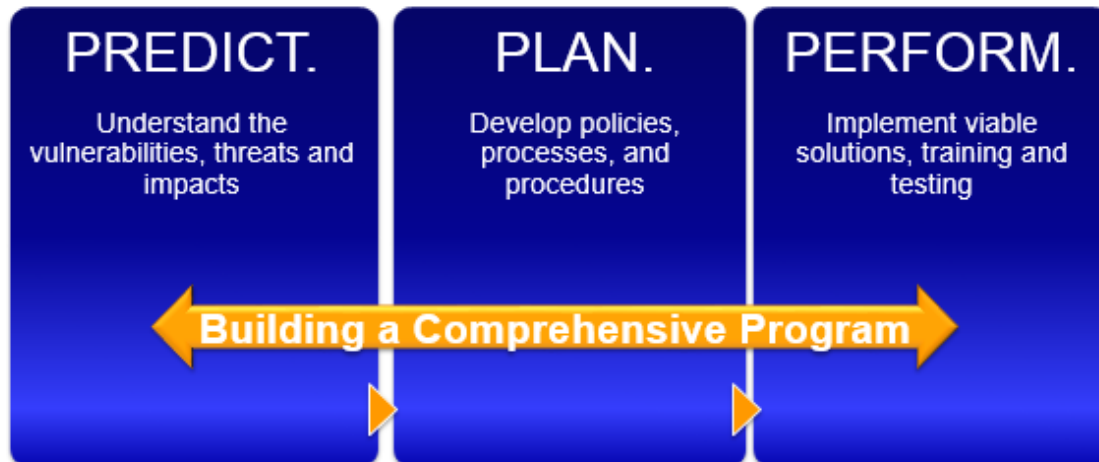 PREDICT.
Understand the
vulnerabilities, threats and
impacts
PLAN.
Develop policies,
processes, and
procedures
PERFORM.
Implement viable
solutions, training and
testing
Building a Comprehensive Program